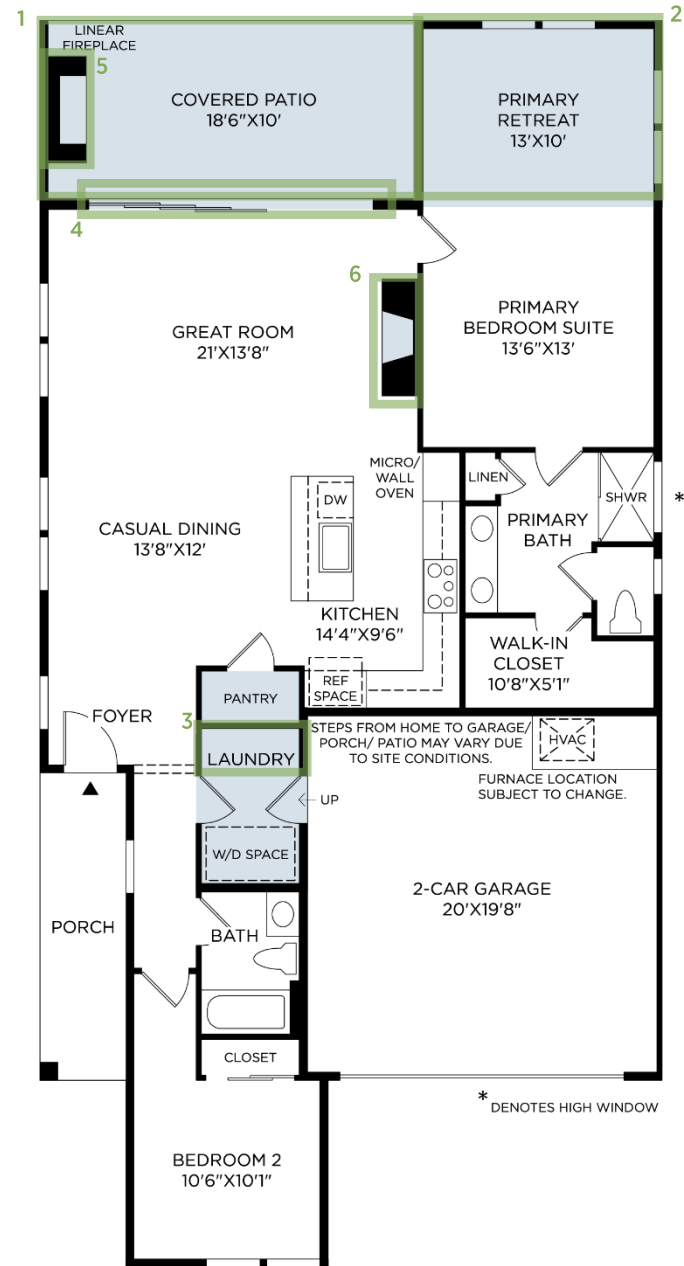 1
2
LINEAR
FIREPLACE
5
COVERED PATIO
18'6"X10'
PRIMARY
RETREAT
13'X10'
4
6
GREAT ROOM
21'X13'8"
PRIMARY
BEDROOM SUITE
13'6"X13'
MICRO/
WALL
OVEN
LINEN
SHWR
*
DW
PRIMARY
BATH
CASUAL DINING
13'8"X12'
KITCHEN
14'4"X9'6"
WALK-IN
CLOSET
10'8"X5'1"
REF
SPACE
PANTRY
FOYER
3
STEPS FROM HOME TO GARAGE/
PORCH/ PATIO MAY VARY DUE
TO SITE CONDITIONS.
HVAC
LAUNDRY
FURNACE LOCATION
SUBJECT TO CHANGE.
UP
W/D SPACE
2-CAR GARAGE
20'X19'8"
PORCH
BATH
CLOSET
* DENOTES HIGH WINDOW
BEDROOM 2
10'6"X10'1"